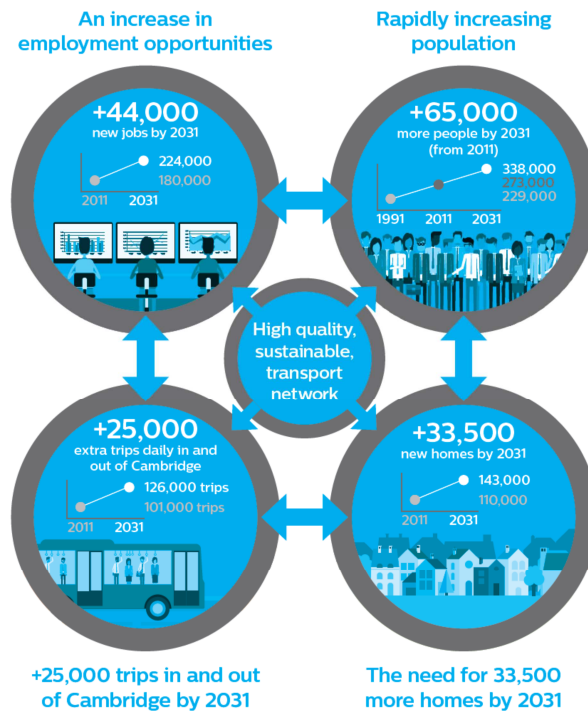 An increase in
employment opportunities
Rapidly increasing
population
+44,000
new jobs by 2031
224,000
180,000
2011 2031
+65,000
more people by 2031
(from 2011)
338,000
273,000
229,000
1991 2011 2031
High quality,
sustainable,
transport
network
+25,000
extra trips daily in and
out of Cambridge
126,000 trips
101,000 trips
2011 2031
+33,500
new homes by 2031
143,000
110,000
2011 2031
+25,000 trips in and out
of Cambridge by 2031
The need for 33,500
more homes by 2031